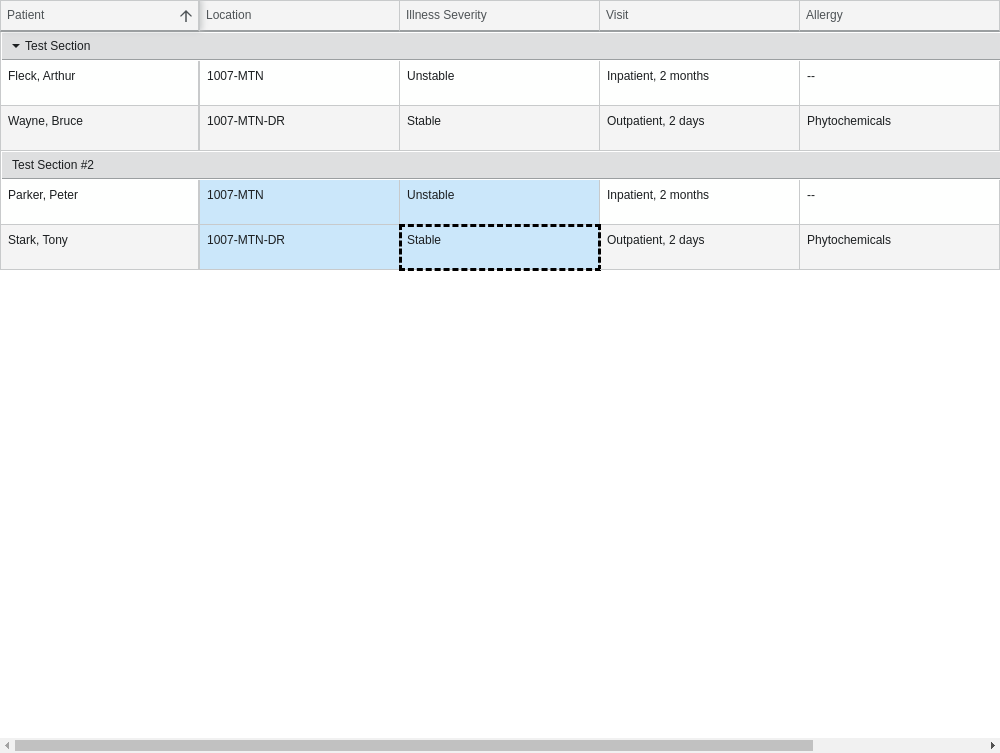 Patient Location Illness Severity Visit Allergy
Test Section
Fleck, Arthur 1007-MTN Unstable Inpatient, 2 months --
Wayne, Bruce 1007-MTN-DR Stable Outpatient, 2 days Phytochemicals
Test Section #2
Parker, Peter 1007-MTN Unstable Inpatient, 2 months --
Stark, Tony 1007-MTN-DR Stable Outpatient, 2 days Phytochemicals